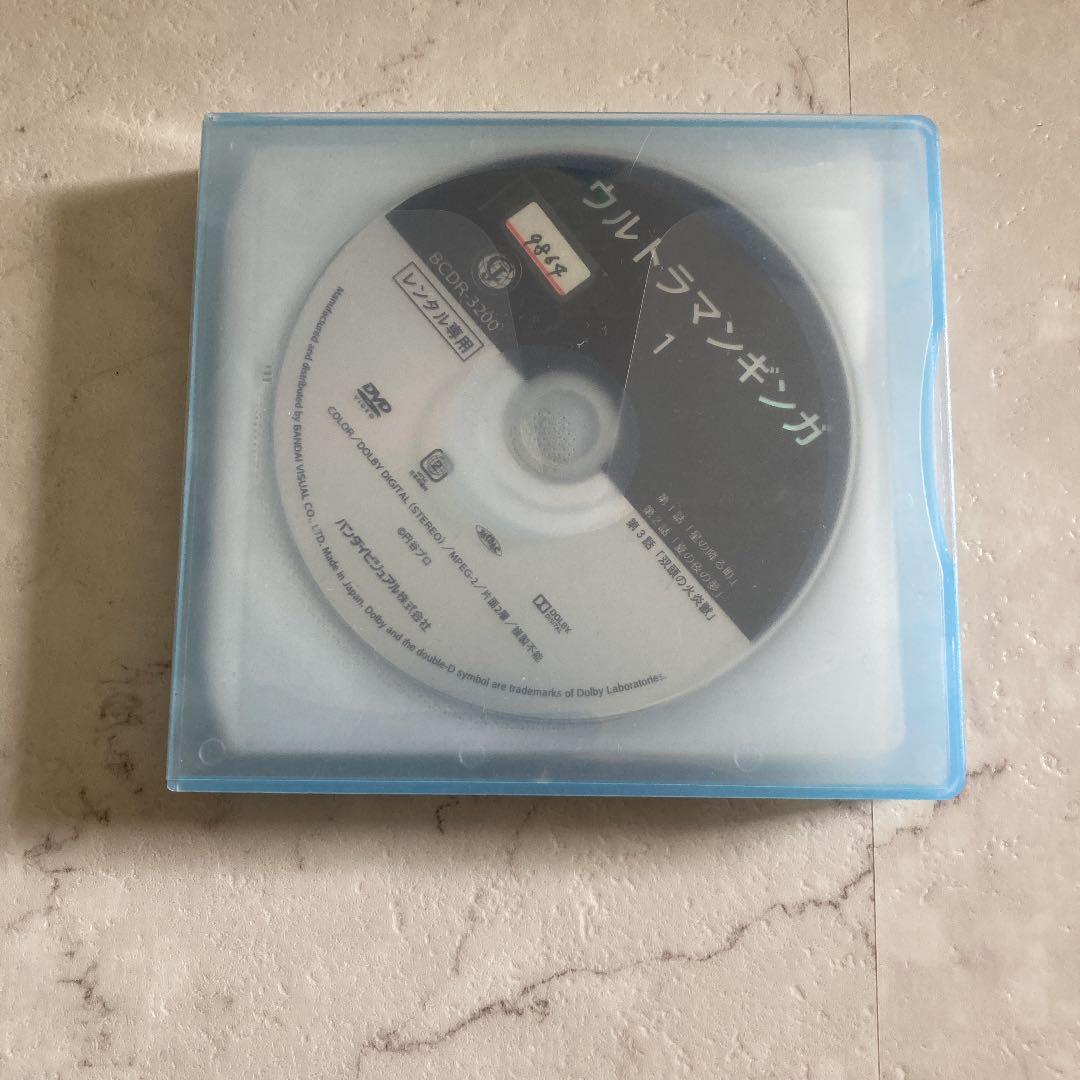 ウルトラマンギンガ
1
9864
BCDR-3200
レンタル専用
DVD
VIDEO
第1話「星の降る町」
第2話「夏の夜の夢」
第3話「双頭の火炎獣」
2
COLOR/DOLBY DIGITAL (STEREO)/MPEG-2/片面2層/複製不能
©円谷プロ
DOLBY
DIGITAL
バンダイビジュアル株式会社
Manufactured and distributed by BANDAI VISUAL CO., LTD. Made in Japan. Dolby and the double-D symbol are trademarks of Dolby Laboratories.